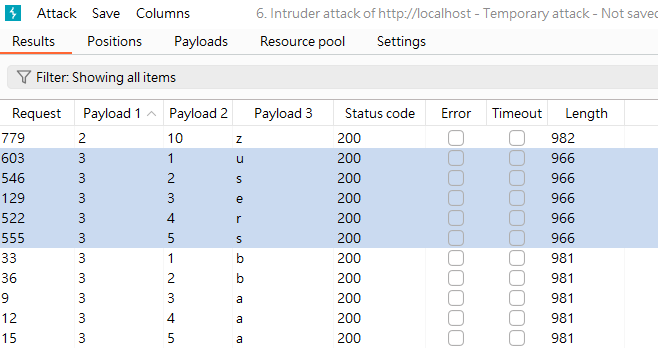 Attack Save Columns 6. Intruder attack of http://localhost - Temporary attack - Not saved
Results Positions Payloads Resource pool Settings
Filter: Showing all items
Request Payload 1 Payload 2 Payload 3 Status code Error Timeout Length
779 2 10 z 200 982
603 3 1 u 200 966
546 3 2 s 200 966
129 3 3 e 200 966
522 3 4 r 200 966
555 3 5 s 200 966
33 3 1 b 200 981
36 3 2 b 200 981
9 3 3 a 200 981
12 3 4 a 200 981
15 3 5 a 200 981